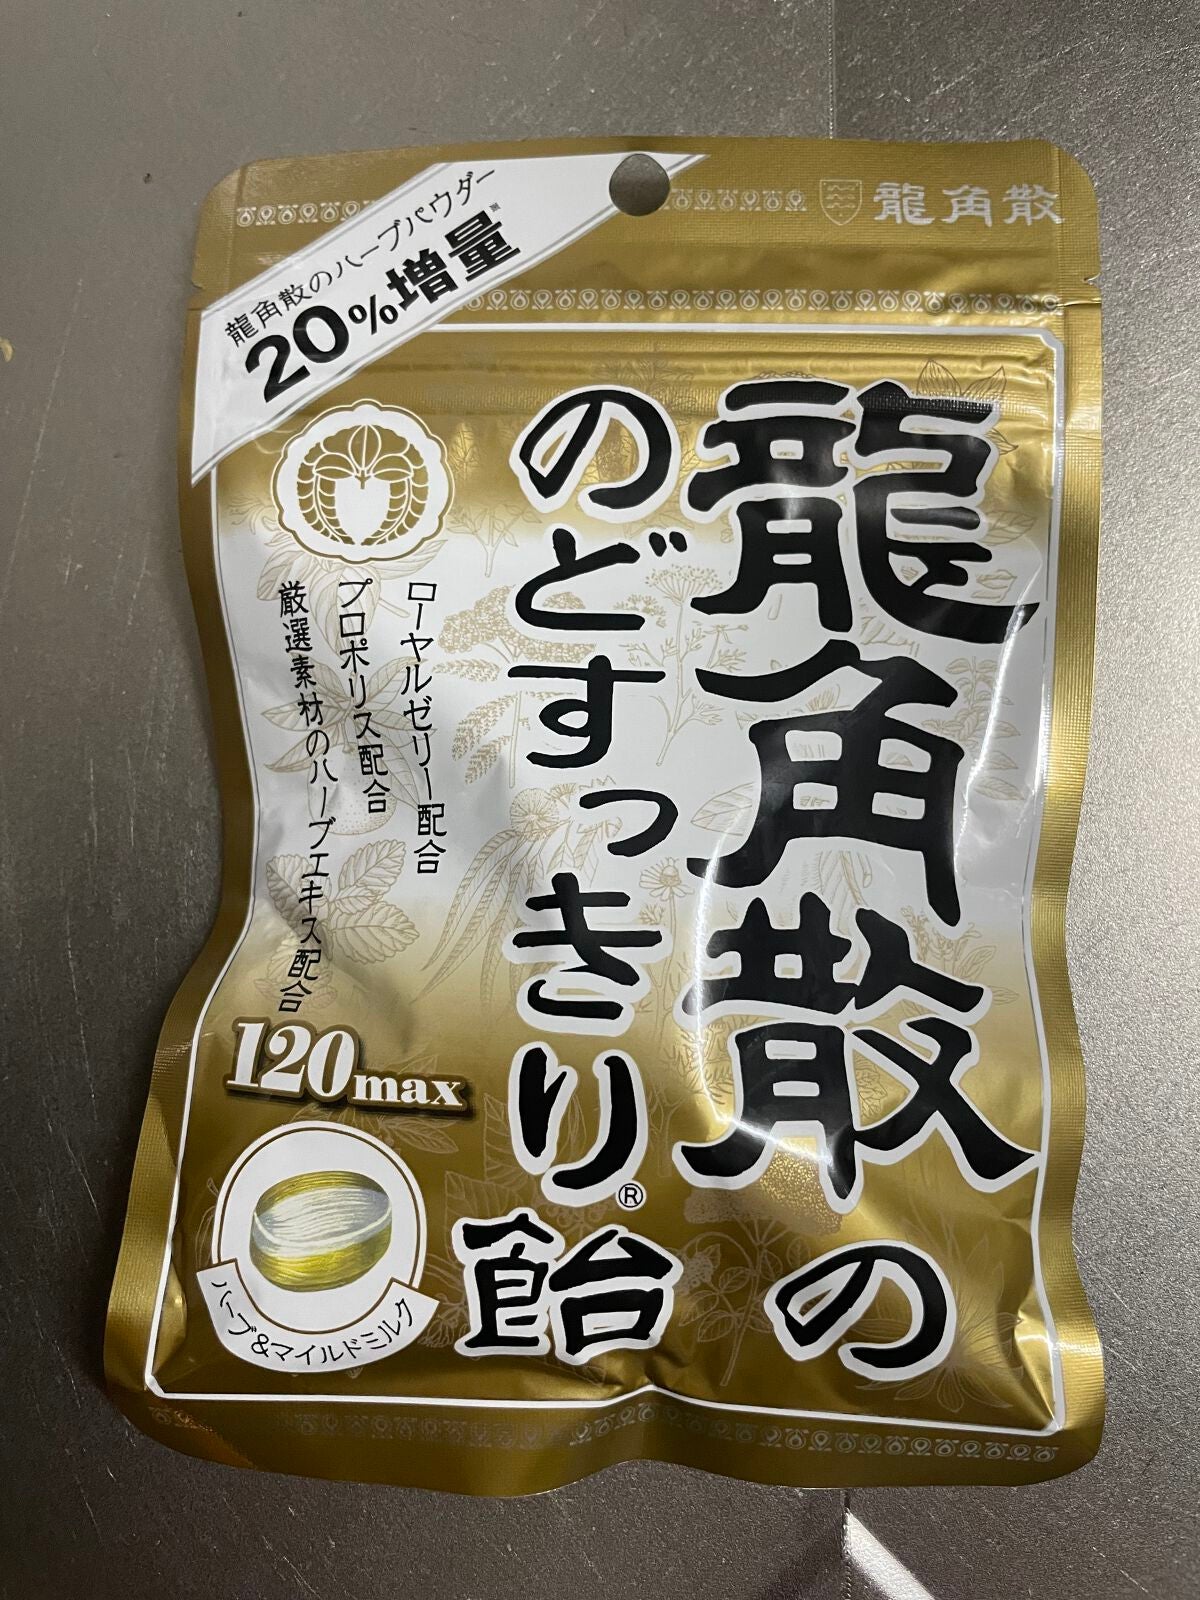 龍角散
龍角散のハーブパウダー
20%増量※
龍角散の
のどすっきり®飴
ローヤルゼリー配合
プロポリス配合
厳選素材のハーブエキス配合
120max
ハーブ&マイルドミルク